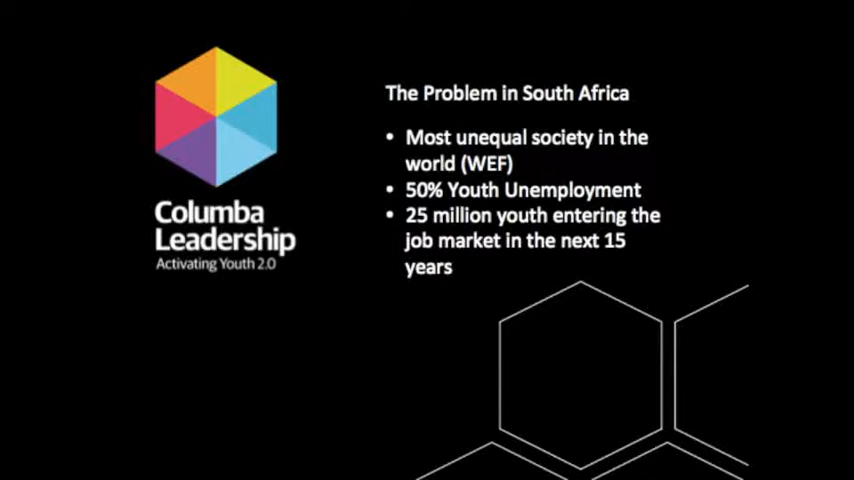 Columba
Leadership
Activating Youth 2.0
The Problem in South Africa
• Most unequal society in the
world (WEF)
• 50% Youth Unemployment
• 25 million youth entering the
job market in the next 15
years